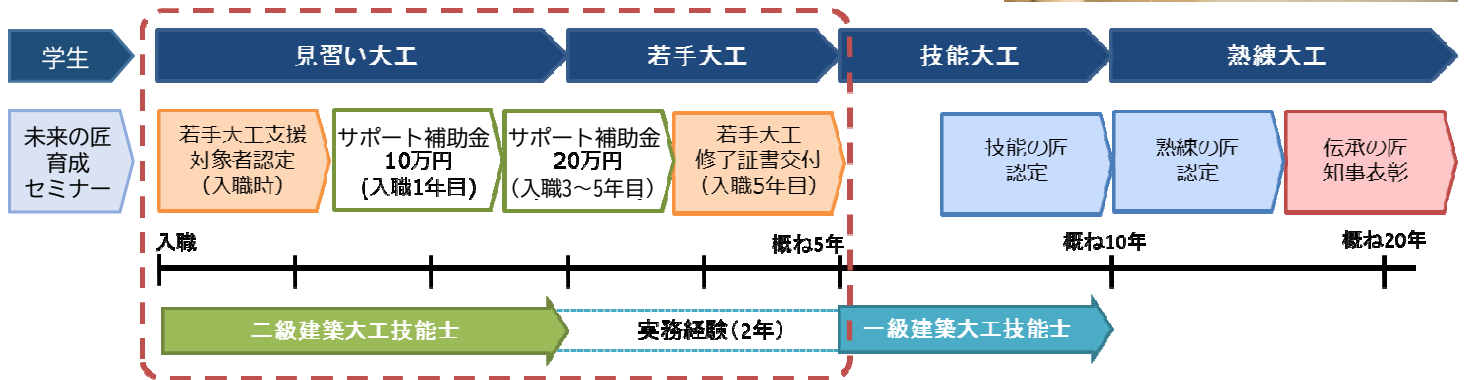 学生
見習い大工
若手大工
技能大工
熟練大工
未来の匠
育成
セミナー
若手大工支援
対象者認定
（入職時）
サポート補助金
10万円
(入職1年目)
サポート補助金
20万円
（入職3～5年目）
若手大工
修了証書交付
（入職5年目）
技能の匠
認定
熟練の匠
認定
伝承の匠
知事表彰
入職
概ね5年
概ね10年
概ね20年
二級建築大工技能士
実務経験（2年）
一級建築大工技能士